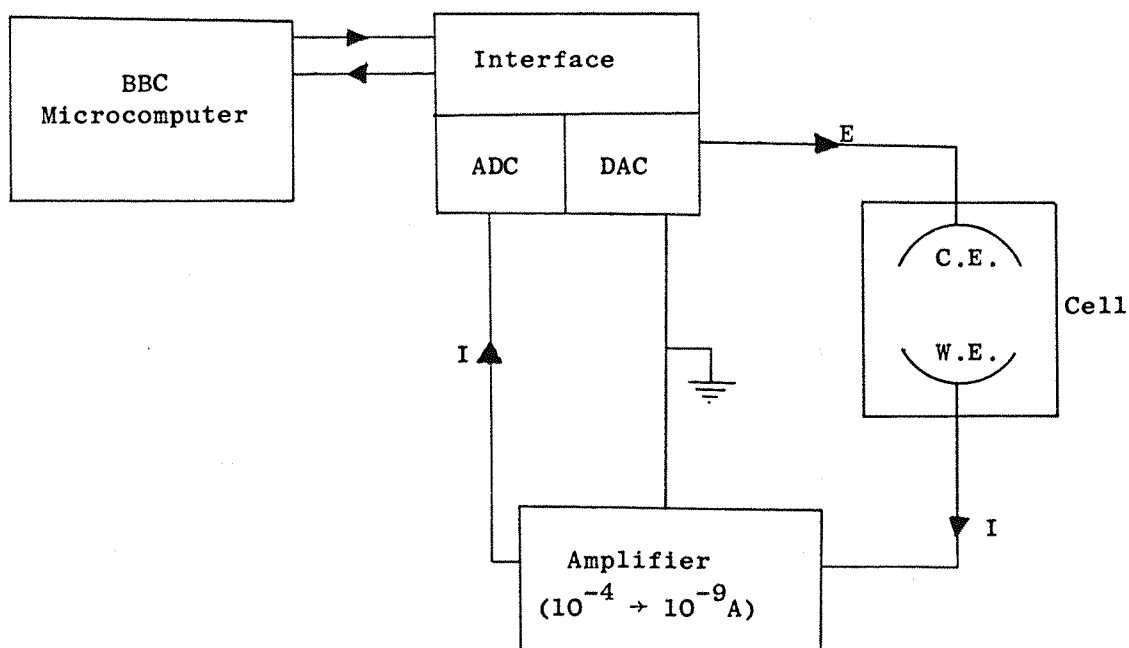 BBC
Microcomputer
Interface
ADC
DAC
E
C.E.
W.E.
Cell
I
I
Amplifier
(10⁻⁴ → 10⁻⁹A)